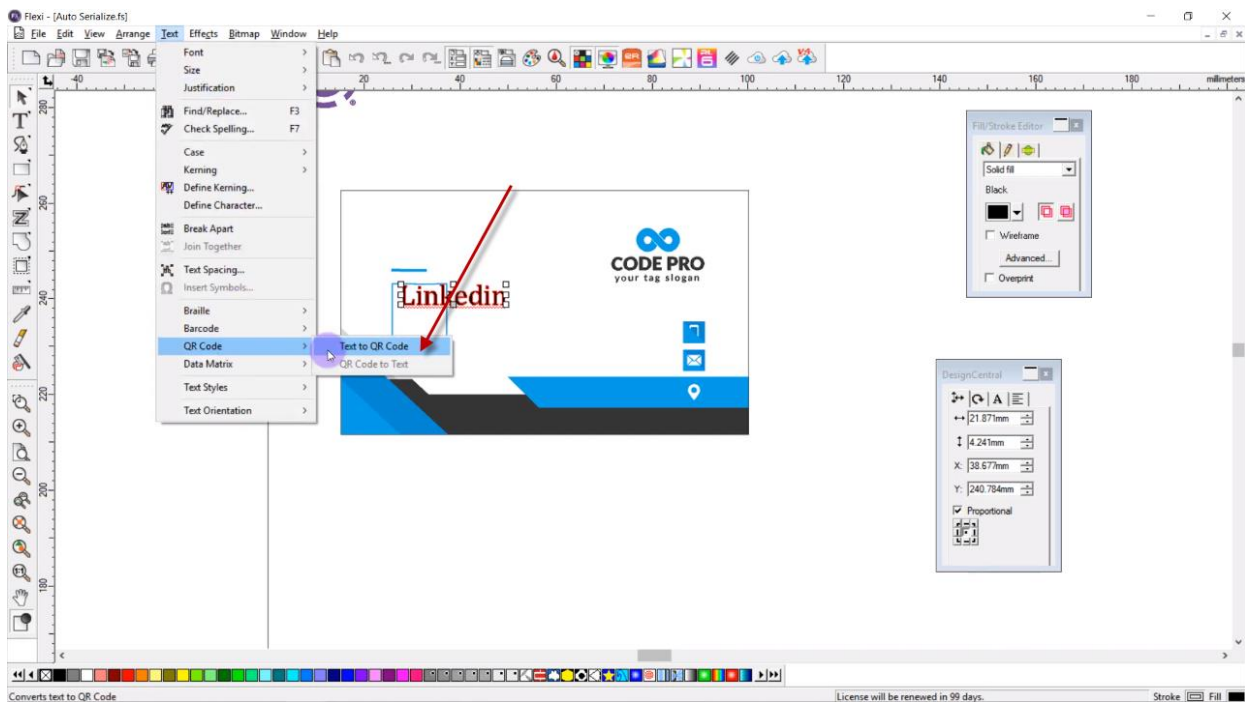 Flexi - [Auto Serialize.fs]
File Edit View Arrange Text Effects Bitmap Window Help
-40 20 40 60 80 100 120 140 160 180 millimeters
280
260
240
220
200
180
Font
Size
Justification
Find/Replace... F3
Check Spelling... F7
Case
Kerning
Define Kerning...
Define Character...
Break Apart
Join Together
Text Spacing...
Insert Symbols...
Braille
Barcode
QR Code
Data Matrix
Text Styles
Text Orientation
Text to QR Code
QR Code to Text
Linkedin
CODE PRO
your tag slogan
Fill/Stroke Editor
Solid fill
Black
Wireframe
Advanced...
Overprint
DesignCentral
21.871mm
4.241mm
X: 38.677mm
Y: 240.784mm
Proportional
Converts text to QR Code
License will be renewed in 99 days.
Stroke Fill